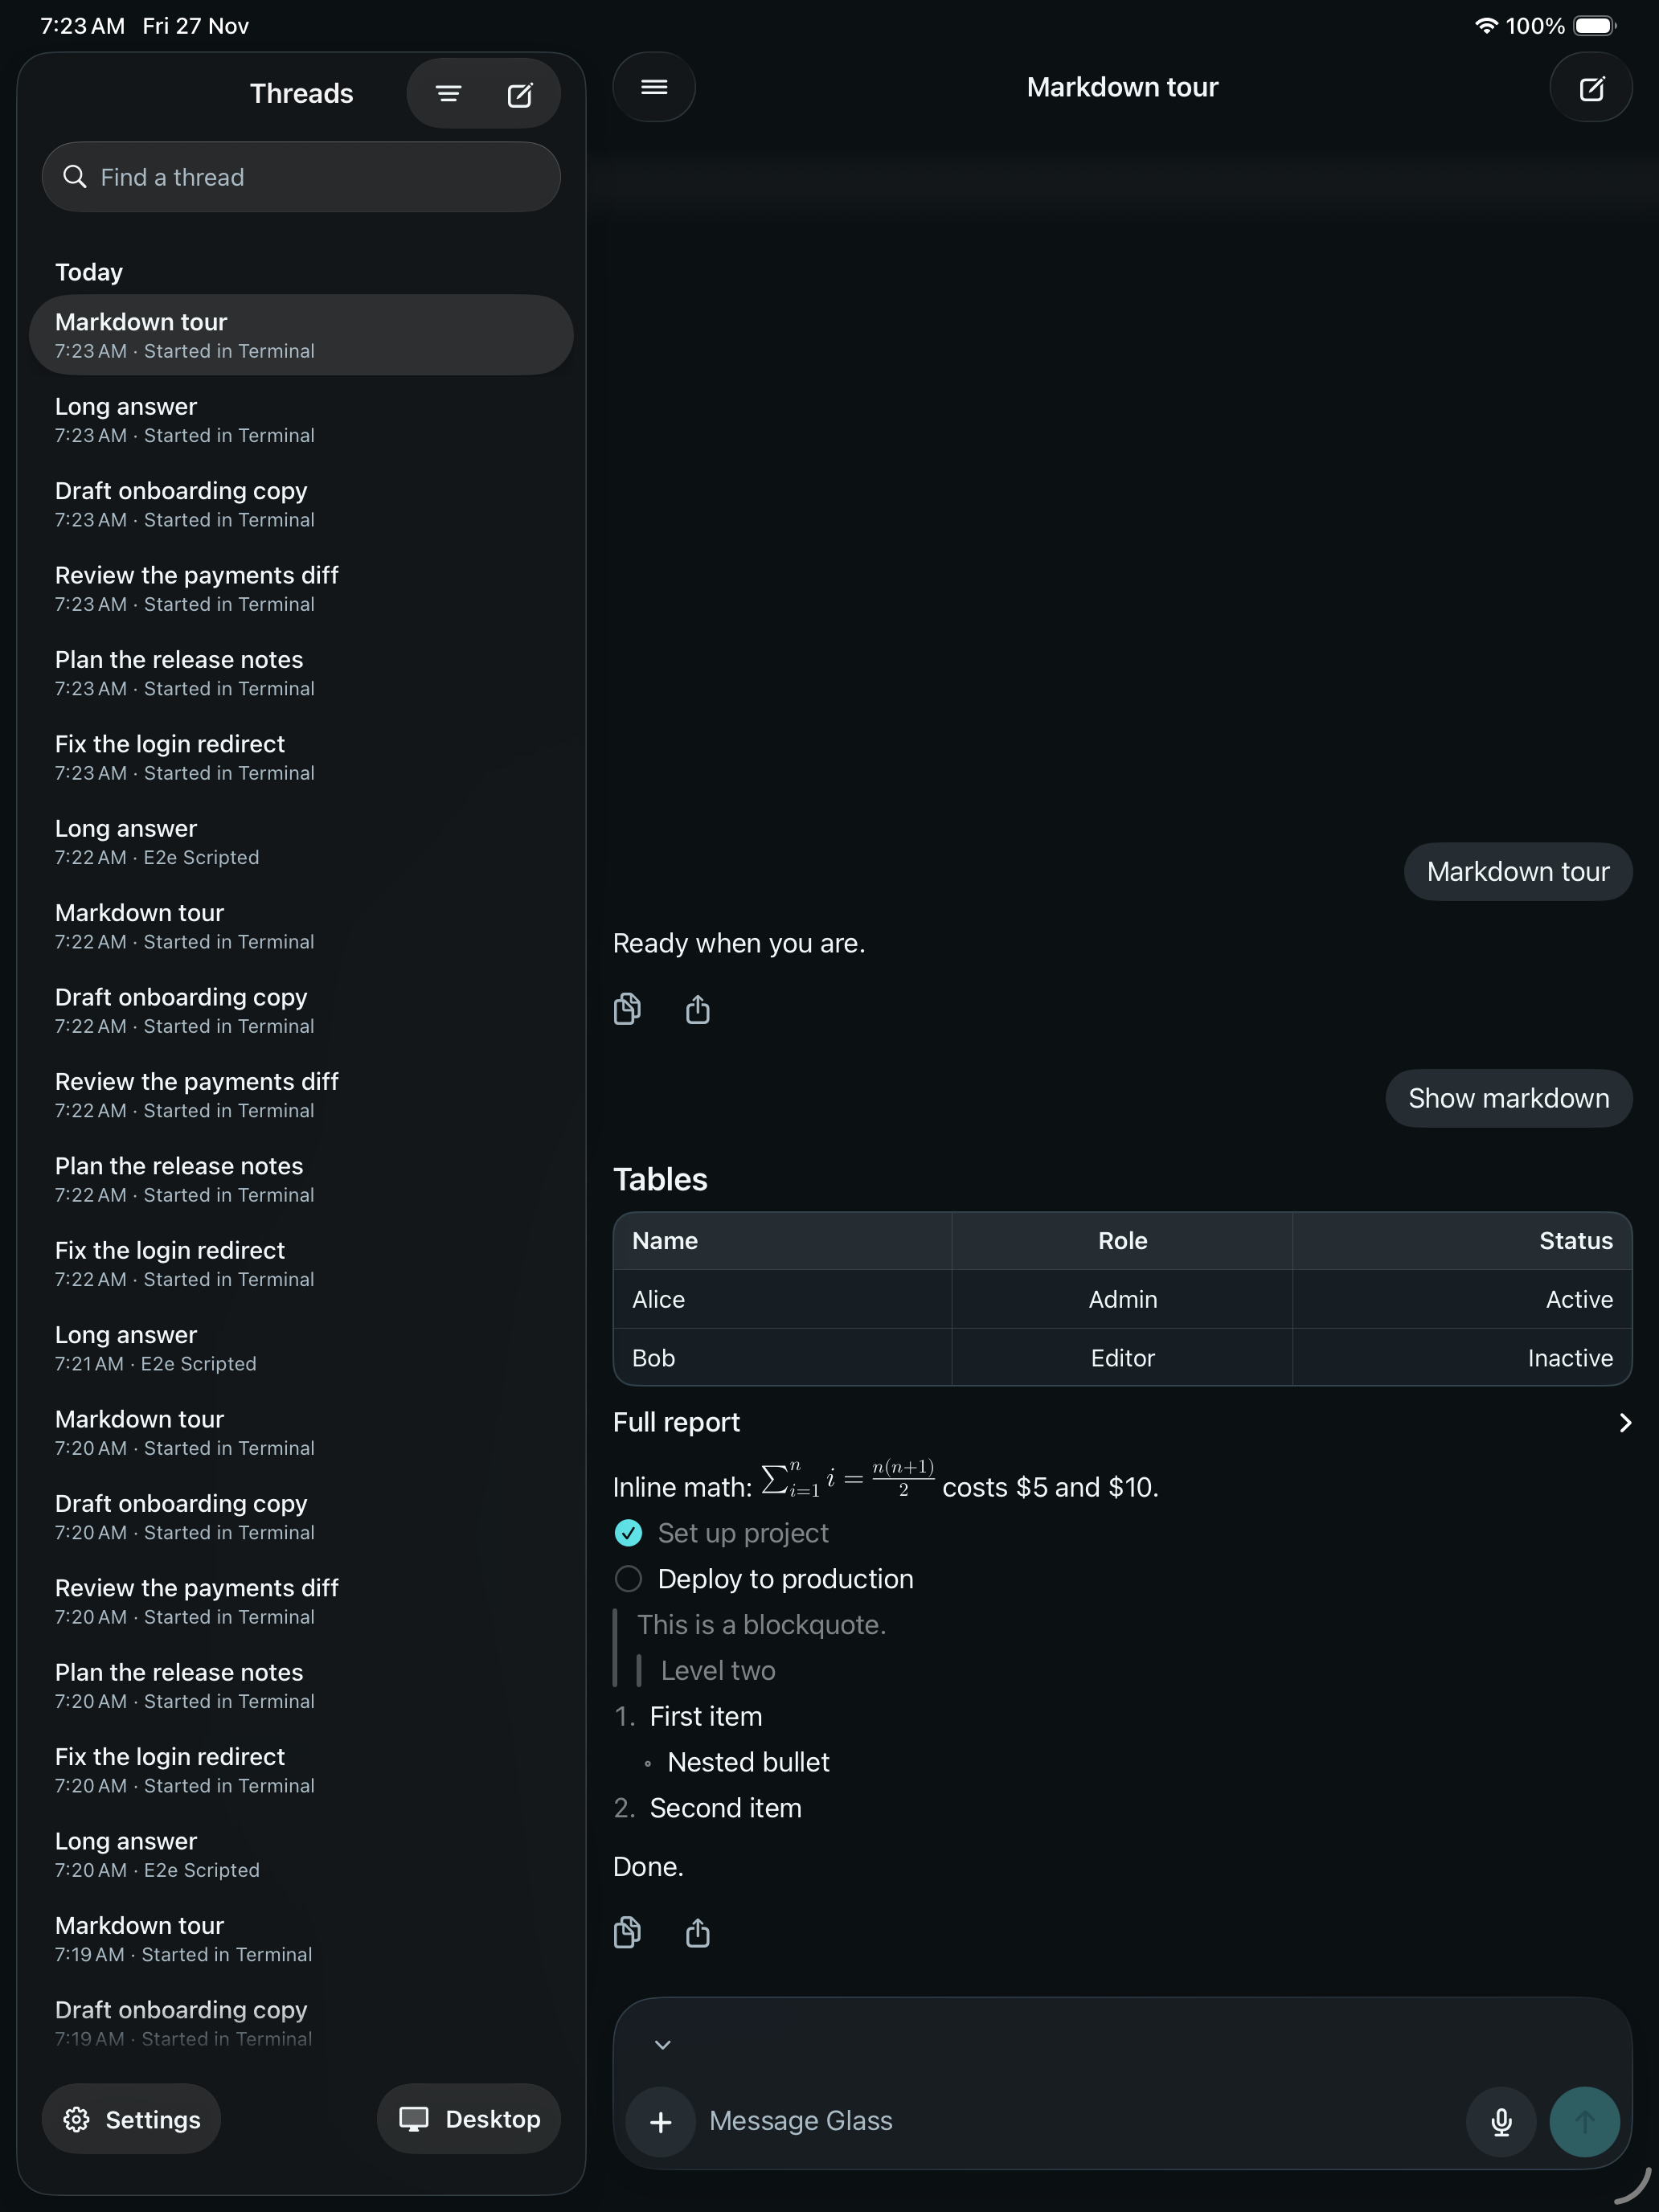 7:23 AM Fri 27 Nov
100%
Threads
Find a thread
Today
Markdown tour
7:23 AM · Started in Terminal
Long answer
7:23 AM · Started in Terminal
Draft onboarding copy
7:23 AM · Started in Terminal
Review the payments diff
7:23 AM · Started in Terminal
Plan the release notes
7:23 AM · Started in Terminal
Fix the login redirect
7:23 AM · Started in Terminal
Long answer
7:22 AM · E2e Scripted
Markdown tour
7:22 AM · Started in Terminal
Draft onboarding copy
7:22 AM · Started in Terminal
Review the payments diff
7:22 AM · Started in Terminal
Plan the release notes
7:22 AM · Started in Terminal
Fix the login redirect
7:22 AM · Started in Terminal
Long answer
7:21 AM · E2e Scripted
Markdown tour
7:20 AM · Started in Terminal
Draft onboarding copy
7:20 AM · Started in Terminal
Review the payments diff
7:20 AM · Started in Terminal
Plan the release notes
7:20 AM · Started in Terminal
Fix the login redirect
7:20 AM · Started in Terminal
Long answer
7:20 AM · E2e Scripted
Markdown tour
7:19 AM · Started in Terminal
Draft onboarding copy
7:19 AM · Started in Terminal
Settings
Desktop
Markdown tour
Markdown tour
Ready when you are.
Show markdown
Tables
Name Role Status
Alice Admin Active
Bob Editor Inactive
Full report
Inline math: ∑_{i=1}^{n} i = n(n+1)/2 costs $5 and $10.
Set up project
Deploy to production
This is a blockquote.
Level two
1. First item
◦ Nested bullet
2. Second item
Done.
Message Glass